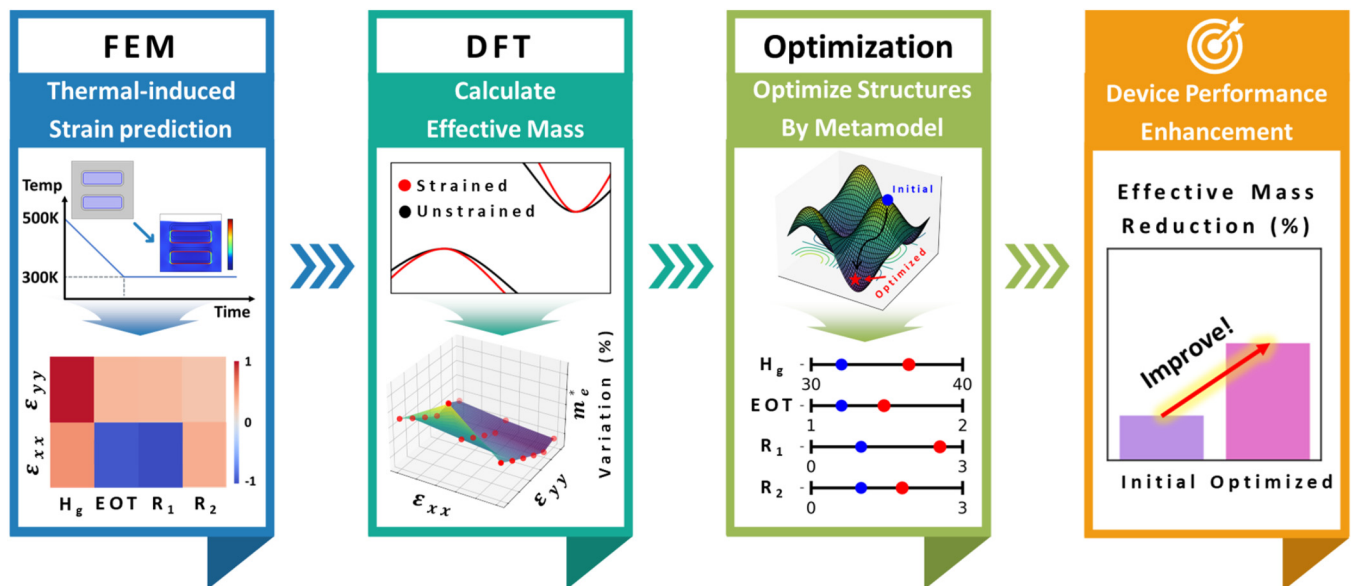 FEM
Thermal-induced
Strain prediction
Temp
500K
300K
Time
εyy
εxx
1
0
-1
Hg EOT R1 R2
DFT
Calculate
Effective Mass
Strained
Unstrained
m*e
Variation (%)
εxx
εyy
Optimization
Optimize Structures
By Metamodel
Initial
Optimized
Hg
30 40
EOT
1 2
R1
0 3
R2
0 3
Device Performance
Enhancement
Effective Mass
Reduction (%)
Improve!
Initial Optimized